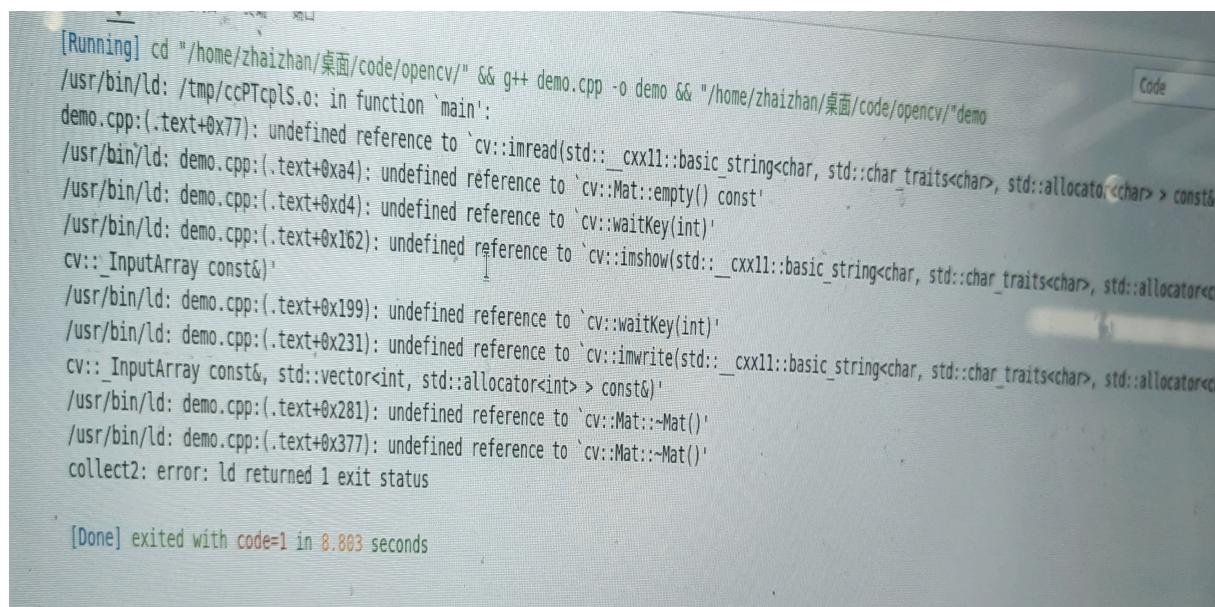 [Running] cd "/home/zhaizhan/桌面/code/opencv/" && g++ demo.cpp -o demo && "/home/zhaizhan/桌面/code/opencv/"demo
Code
/usr/bin/ld: /tmp/ccPTcplS.o: in function `main':
demo.cpp:(.text+0x77): undefined reference to `cv::imread(std::__cxx11::basic_string<char, std::char_traits<char>, std::allocator<char> > const&
/usr/bin/ld: demo.cpp:(.text+0xa4): undefined reference to `cv::Mat::empty() const'
/usr/bin/ld: demo.cpp:(.text+0xd4): undefined reference to `cv::waitKey(int)'
/usr/bin/ld: demo.cpp:(.text+0x162): undefined reference to `cv::imshow(std::__cxx11::basic_string<char, std::char_traits<char>, std::allocator<c
cv::_InputArray const&)'
/usr/bin/ld: demo.cpp:(.text+0x199): undefined reference to `cv::waitKey(int)'
/usr/bin/ld: demo.cpp:(.text+0x231): undefined reference to `cv::imwrite(std::__cxx11::basic_string<char, std::char_traits<char>, std::allocator<c
cv::_InputArray const&, std::vector<int, std::allocator<int> > const&)'
/usr/bin/ld: demo.cpp:(.text+0x281): undefined reference to `cv::Mat::~Mat()'
/usr/bin/ld: demo.cpp:(.text+0x377): undefined reference to `cv::Mat::~Mat()'
collect2: error: ld returned 1 exit status
[Done] exited with code=1 in 8.803 seconds